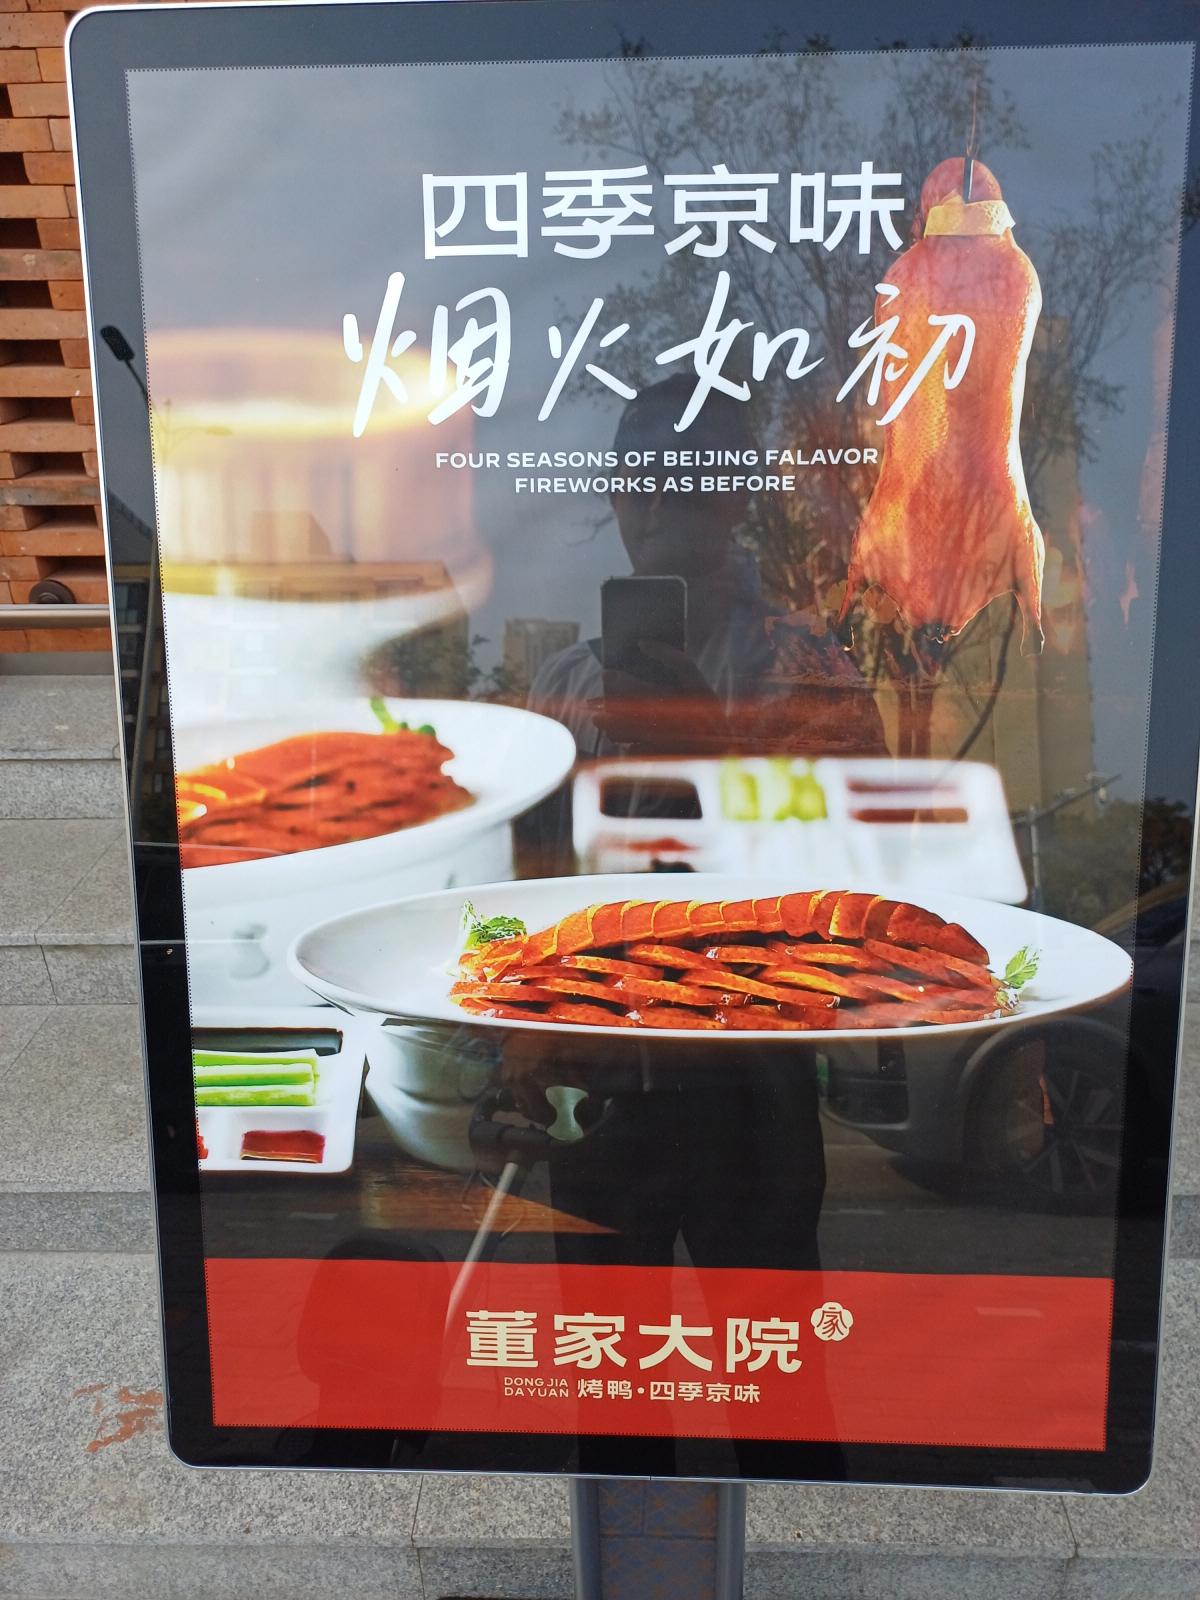 四季京味
烟火如初
FOUR SEASONS OF BEIJING FALAVOR
FIREWORKS AS BEFORE
董家大院 家
DONG JIA
DA YUAN 烤鸭·四季京味